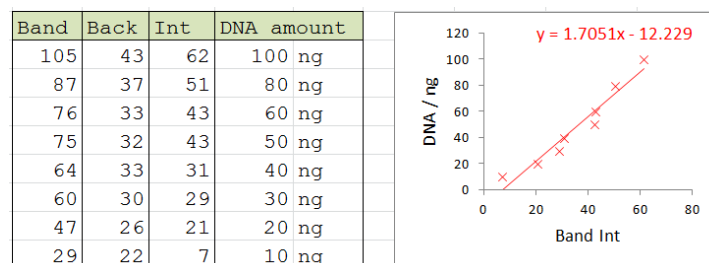 Band Back Int DNA amount
105 43 62 100 ng
87 37 51 80 ng
76 33 43 60 ng
75 32 43 50 ng
64 33 31 40 ng
60 30 29 30 ng
47 26 21 20 ng
29 22 7 10 ng
y = 1.7051x - 12.229
DNA / ng
120
100
80
60
40
20
0
0 20 40 60 80
Band Int